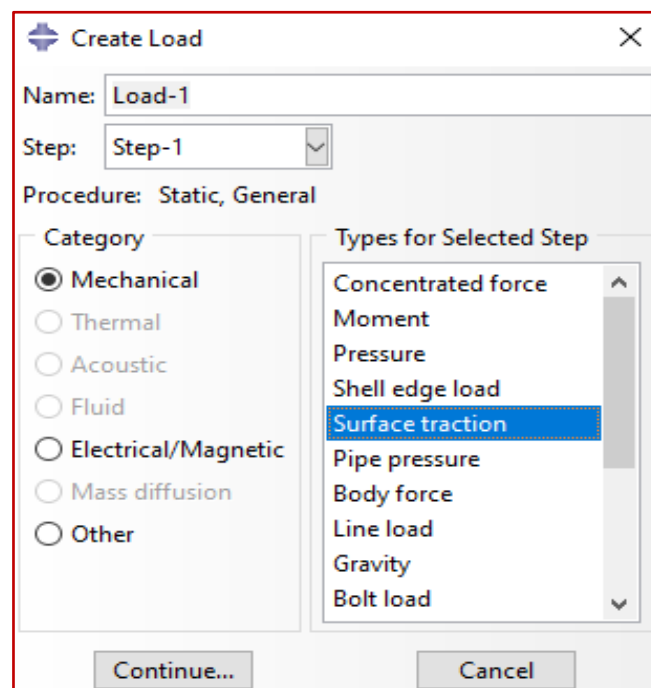 Create Load
Name: Load-1
Step: Step-1
Procedure: Static, General
Category
Mechanical
Thermal
Acoustic
Fluid
Electrical/Magnetic
Mass diffusion
Other
Types for Selected Step
Concentrated force
Moment
Pressure
Shell edge load
Surface traction
Pipe pressure
Body force
Line load
Gravity
Bolt load
Continue...
Cancel